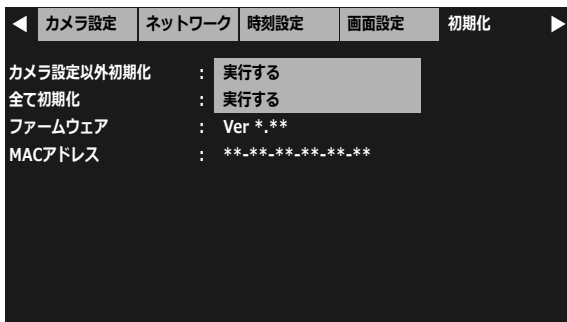 ◀ カメラ設定 ネットワーク 時刻設定 画面設定 初期化 ▶
カメラ設定以外初期化 : 実行する
全て初期化 : 実行する
ファームウェア : Ver *.**
MACアドレス : **-**-**-**-**-**